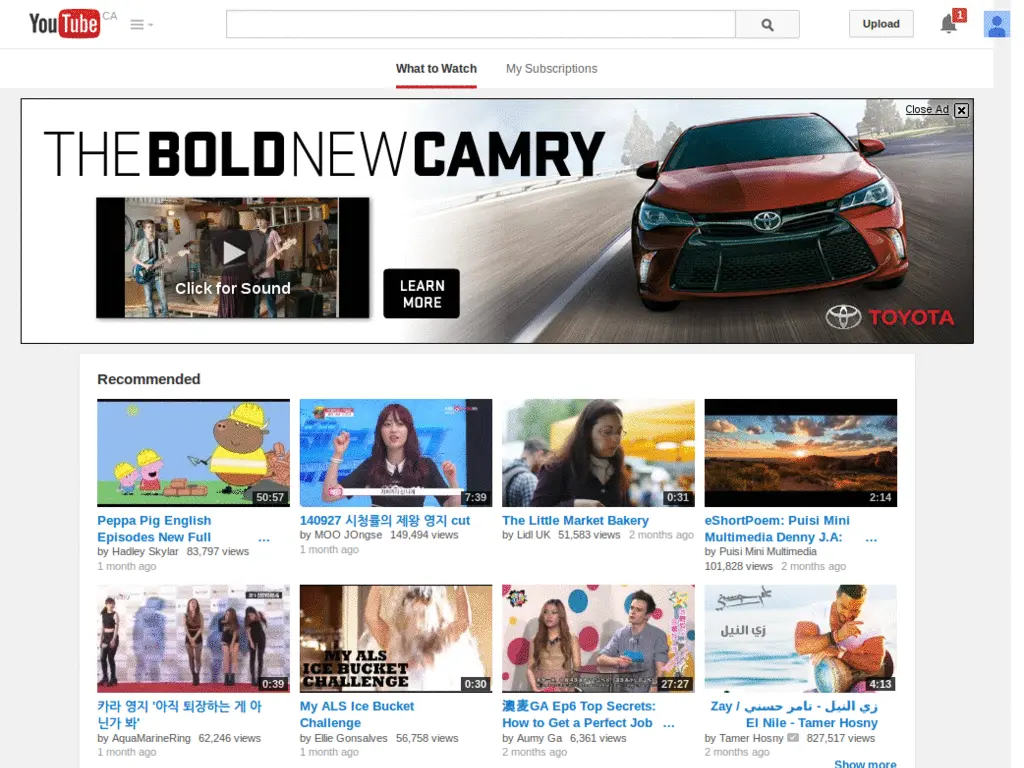 YouTube CA
Upload
1
What to Watch My Subscriptions
Close Ad
THE BOLD NEW CAMRY
Click for Sound
LEARN
MORE
TOYOTA
Recommended
50:57
7:39
0:31
2:14
Peppa Pig English
Episodes New Full ...
by Hadley Skylar 83,797 views
1 month ago
140927 시청률의 제왕 영지 cut
by MOO JOngse 149,494 views
1 month ago
The Little Market Bakery
by Lidl UK 51,583 views 2 months ago
eShortPoem: Puisi Mini
Multimedia Denny J.A: ...
by Puisi Mini Multimedia
101,828 views 2 months ago
0:39
MY ALS
ICE BUCKET
CHALLENGE
0:30
27:27
زي النيل
4:13
카라 영지 '아직 퇴장하는 게 아
닌가 봐'
by AquaMarineRing 62,246 views
1 month ago
My ALS Ice Bucket
Challenge
by Ellie Gonsalves 56,758 views
1 month ago
澳麦GA Ep6 Top Secrets:
How to Get a Perfect Job ...
by Aumy Ga 6,361 views
2 months ago
زي النيل - تامر حسني / Zay
El Nile - Tamer Hosny
by Tamer Hosny 827,517 views
2 months ago
Show more